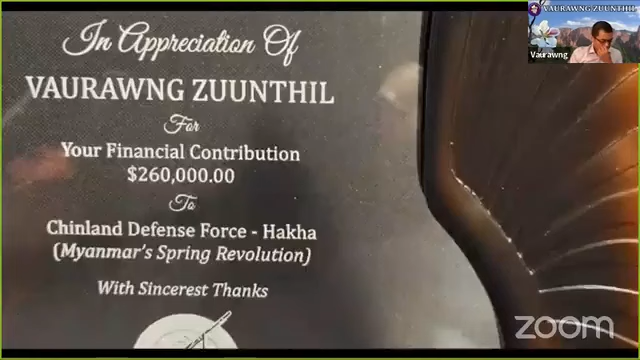 In Appreciation Of
VAURAWNG ZUUNTHIL
For
Your Financial Contribution
$260,000.00
To
Chinland Defense Force - Hakha
(Myanmar's Spring Revolution)
With Sincerest Thanks
VAURAWNG ZUUNTHIL
Vaurawng
zoom